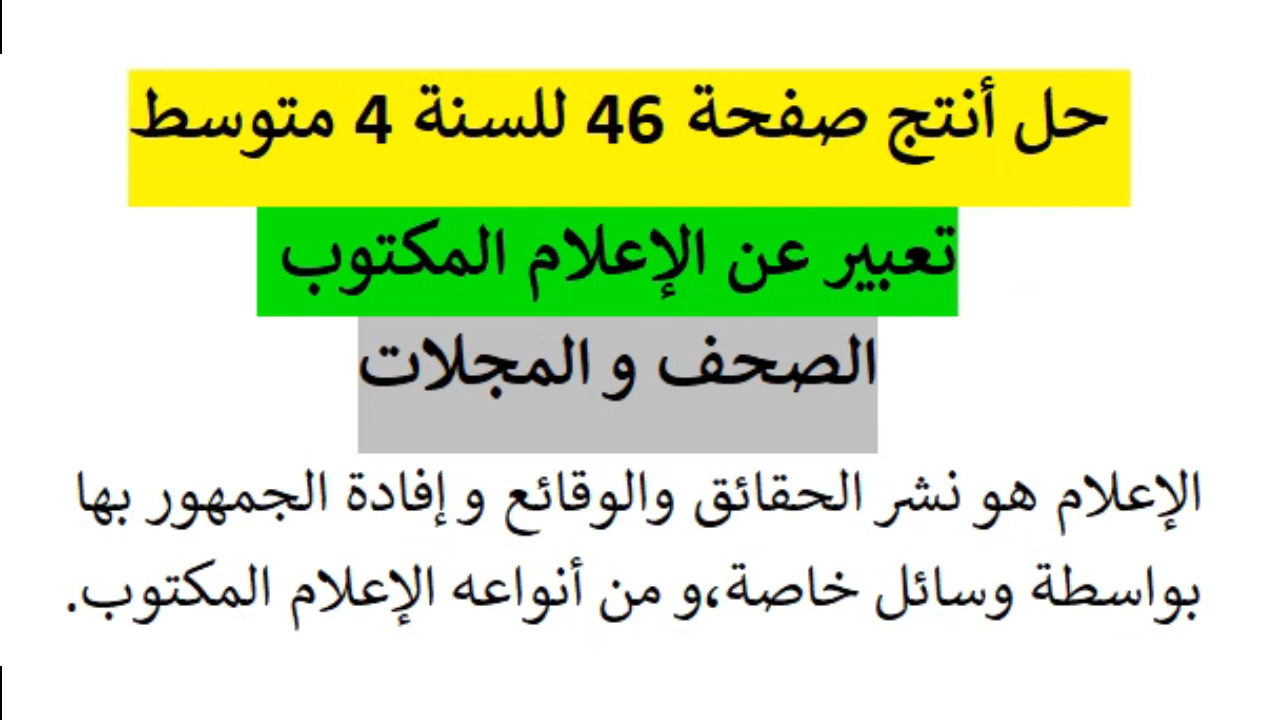 حل أنتج صفحة 46 للسنة 4 متوسط
تعبير عن الإعلام المكتوب
الصحف و المجلات
الإعلام هو نشر الحقائق والوقائع و إفادة الجمهور بها
بواسطة وسائل خاصة،و من أنواعه الإعلام المكتوب.